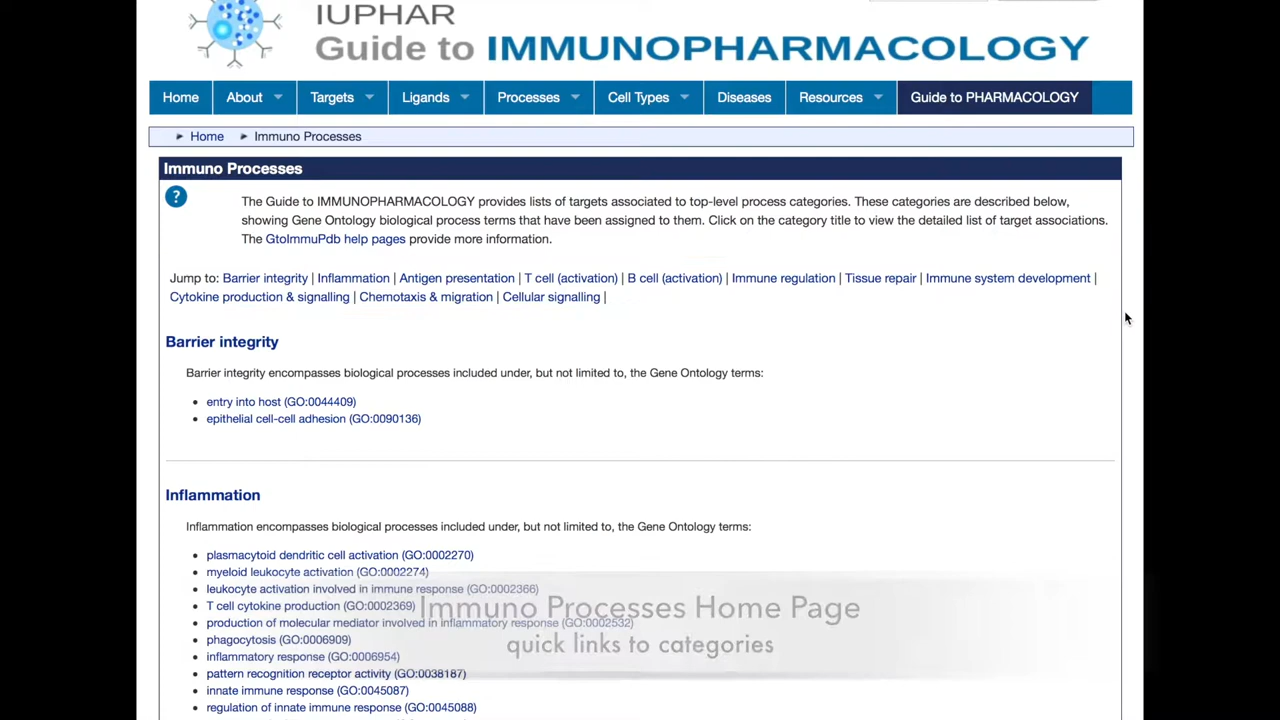 IUPHAR
Guide to IMMUNOPHARMACOLOGY
Home About Targets Ligands Processes Cell Types Diseases Resources Guide to PHARMACOLOGY
Home Immuno Processes
Immuno Processes
?
The Guide to IMMUNOPHARMACOLOGY provides lists of targets associated to top-level process categories. These categories are described below,
showing Gene Ontology biological process terms that have been assigned to them. Click on the category title to view the detailed list of target associations.
The GtoImmuPdb help pages provide more information.
Jump to: Barrier integrity | Inflammation | Antigen presentation | T cell (activation) | B cell (activation) | Immune regulation | Tissue repair | Immune system development |
Cytokine production & signalling | Chemotaxis & migration | Cellular signalling |
Barrier integrity
Barrier integrity encompasses biological processes included under, but not limited to, the Gene Ontology terms:
entry into host (GO:0044409)
epithelial cell-cell adhesion (GO:0090136)
Inflammation
Inflammation encompasses biological processes included under, but not limited to, the Gene Ontology terms:
plasmacytoid dendritic cell activation (GO:0002270)
myeloid leukocyte activation (GO:0002274)
leukocyte activation involved in immune response (GO:0002366)
T cell cytokine production (GO:0002369)
Immuno Processes Home Page
production of molecular mediator involved in inflammatory response (GO:0002532)
phagocytosis (GO:0006909)
quick links to categories
inflammatory response (GO:0006954)
pattern recognition receptor activity (GO:0038187)
innate immune response (GO:0045087)
regulation of innate immune response (GO:0045088)